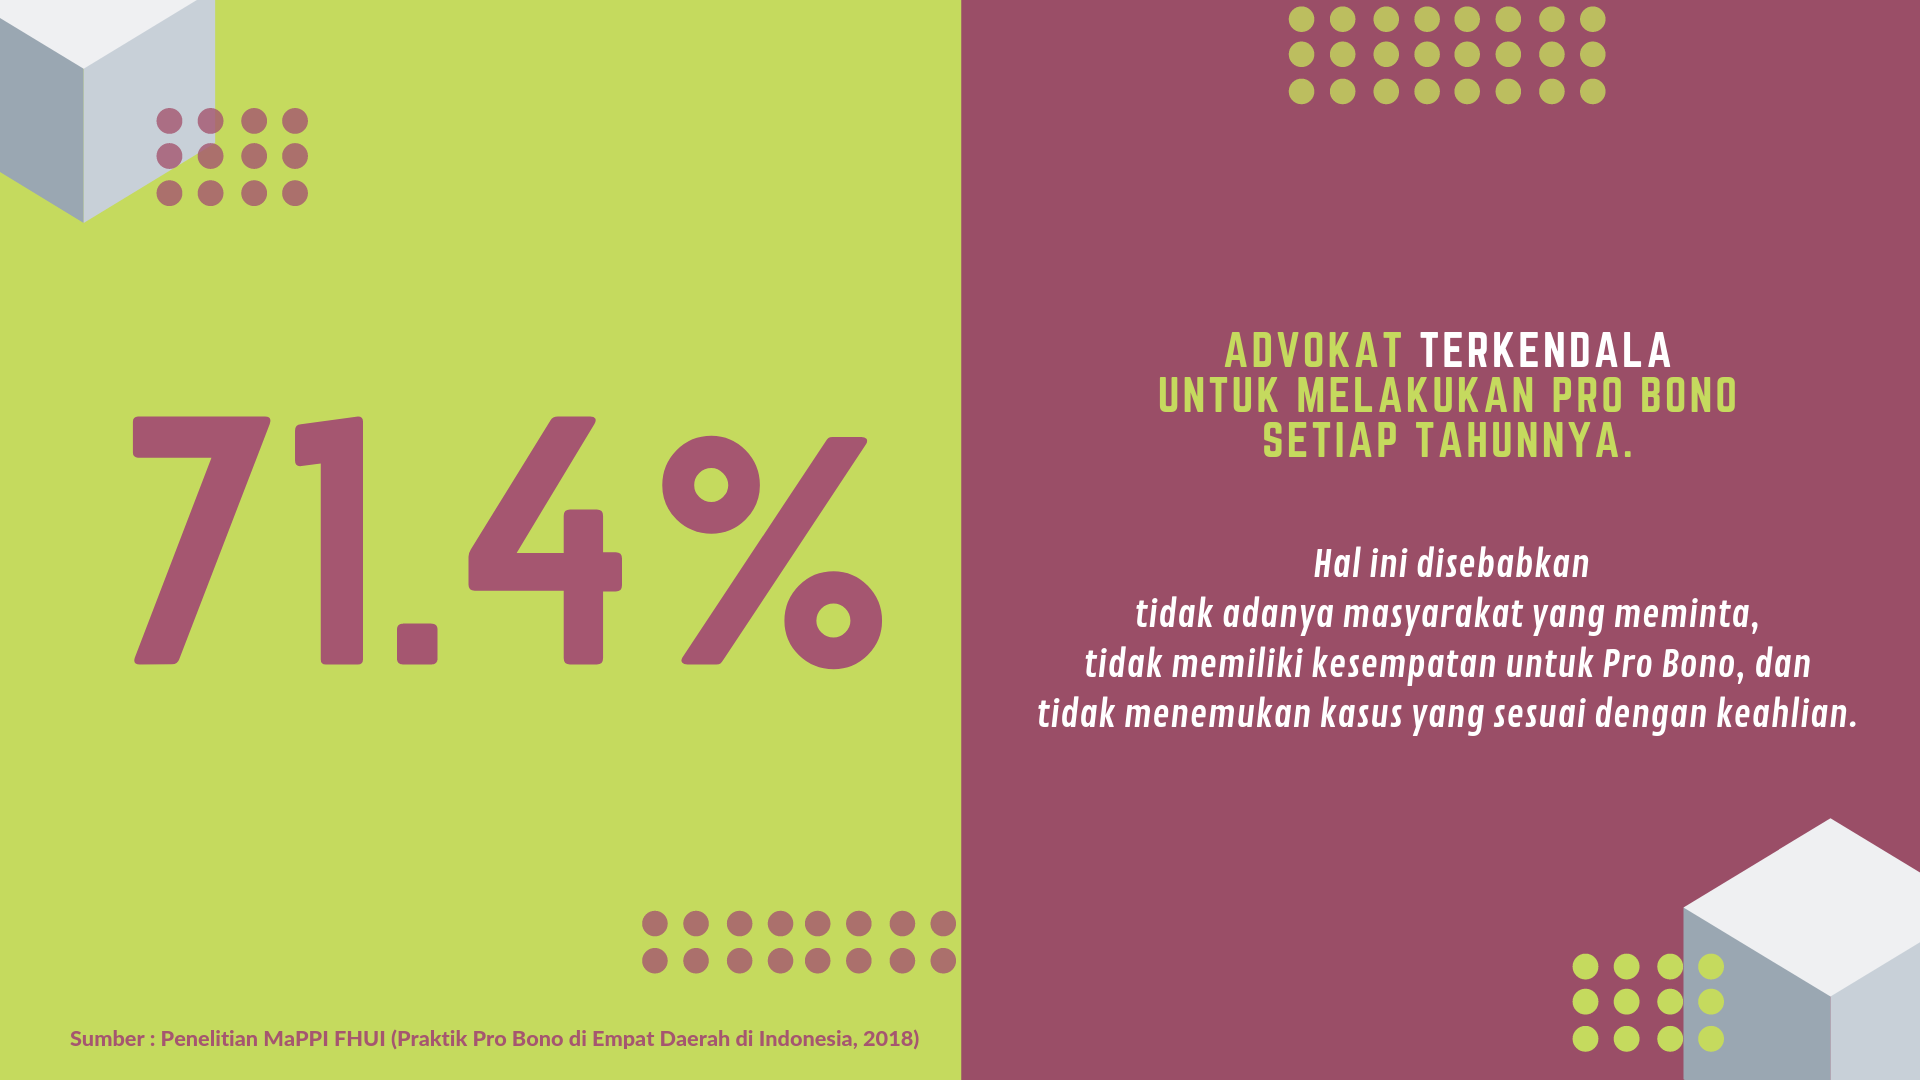 71.4%
ADVOKAT TERKENDALA
UNTUK MELAKUKAN PRO BONO
SETIAP TAHUNNYA.
Hal ini disebabkan
tidak adanya masyarakat yang meminta,
tidak memiliki kesempatan untuk Pro Bono, dan
tidak menemukan kasus yang sesuai dengan keahlian.
Sumber : Penelitian MaPPI FHUI (Praktik Pro Bono di Empat Daerah di Indonesia, 2018)